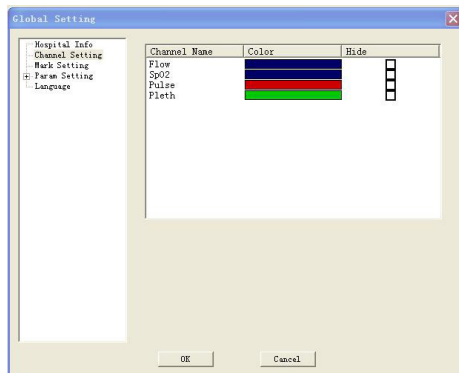 Global Setting
Hospital Info
Channel Setting
Mark Setting
Param Setting
Language
Channel Name Color Hide
Flow
SpO2
Pulse
Pleth
OK Cancel